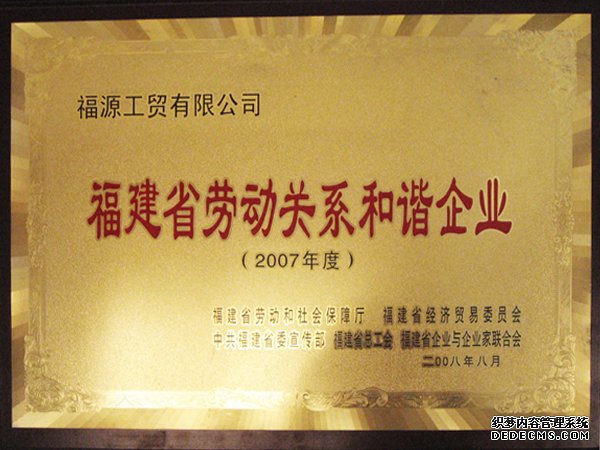 福源工贸有限公司
福建省劳动关系和谐企业
（2007年度）
福建省劳动和社会保障厅 福建省经济贸易委员会
中共福建省委宣传部 福建省总工会 福建省企业与企业家联合会
二00八年八月
织梦内容管理系统
DEDECMS.COM